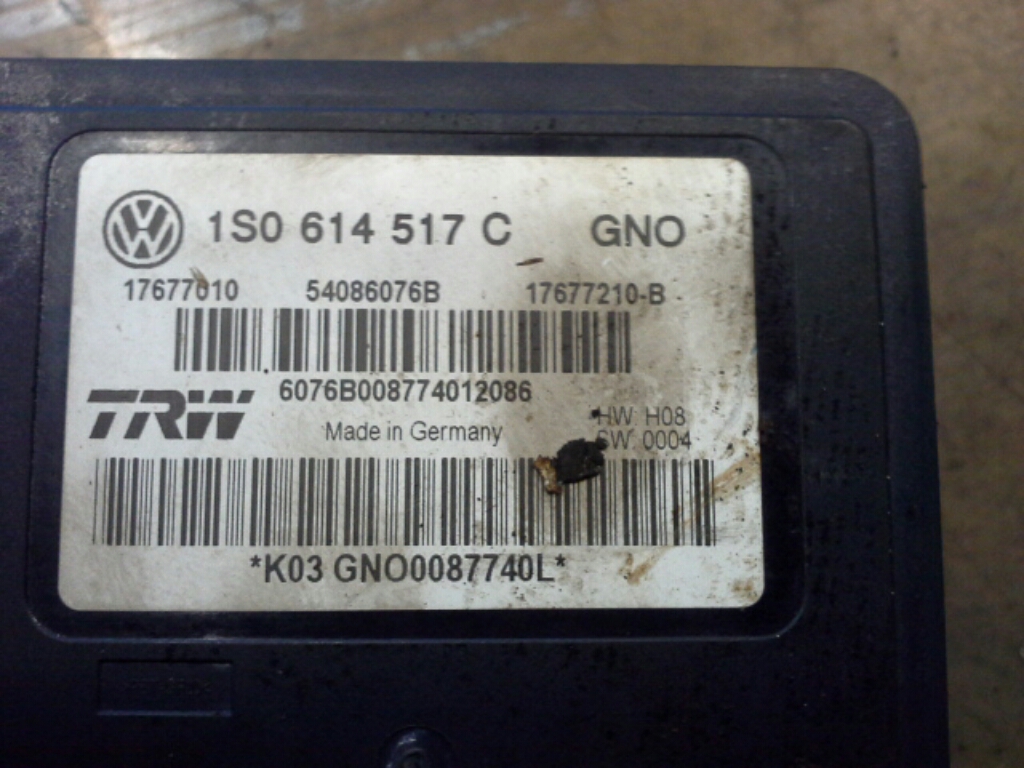 1S0 614 517 C GNO
17677010 54086076B 17677210-B
6076B008774012086
TRW
Made in Germany
HW: H08
SW: 0004
*K03 GNO0087740L*